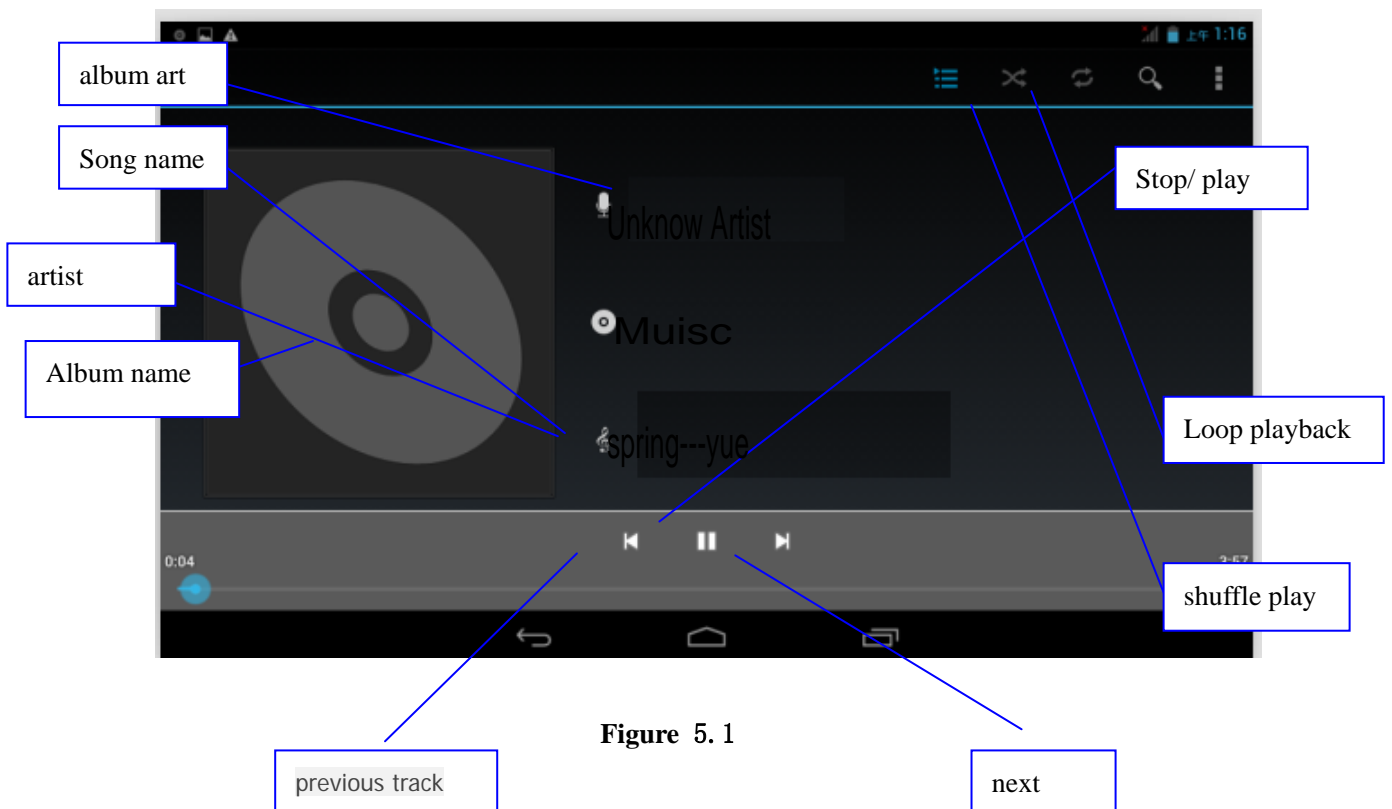 上午 1:16
album art
Song name
Stop/ play
Unknow Artist
artist
Muisc
Album name
Loop playback
spring---yue
0:04
shuffle play
Figure 5.1
previous track
next